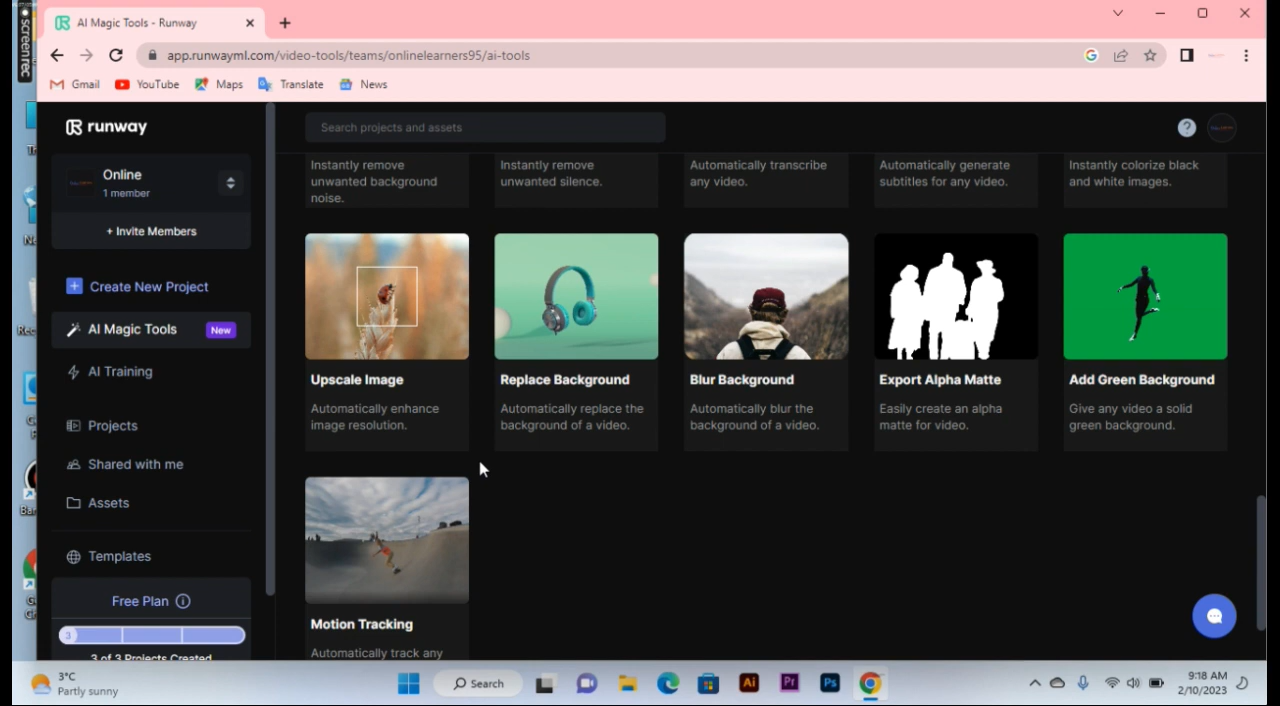 screenrec
AI Magic Tools - Runway
app.runwayml.com/video-tools/teams/onlinelearners95/ai-tools
Gmail YouTube Maps Translate News
runway
Search projects and assets
Online
1 member
+ Invite Members
Create New Project
AI Magic Tools New
AI Training
Projects
Shared with me
Assets
Templates
Free Plan
3
3 of 3 Projects Created
Instantly remove
unwanted background
noise.
Instantly remove
unwanted silence.
Automatically transcribe
any video.
Automatically generate
subtitles for any video.
Instantly colorize black
and white images.
Upscale Image
Automatically enhance
image resolution.
Replace Background
Automatically replace the
background of a video.
Blur Background
Automatically blur the
background of a video.
Export Alpha Matte
Easily create an alpha
matte for video.
Add Green Background
Give any video a solid
green background.
Motion Tracking
Automatically track any
3°C
Partly sunny
Search
Ai Pr Ps
9:18 AM
2/10/2023